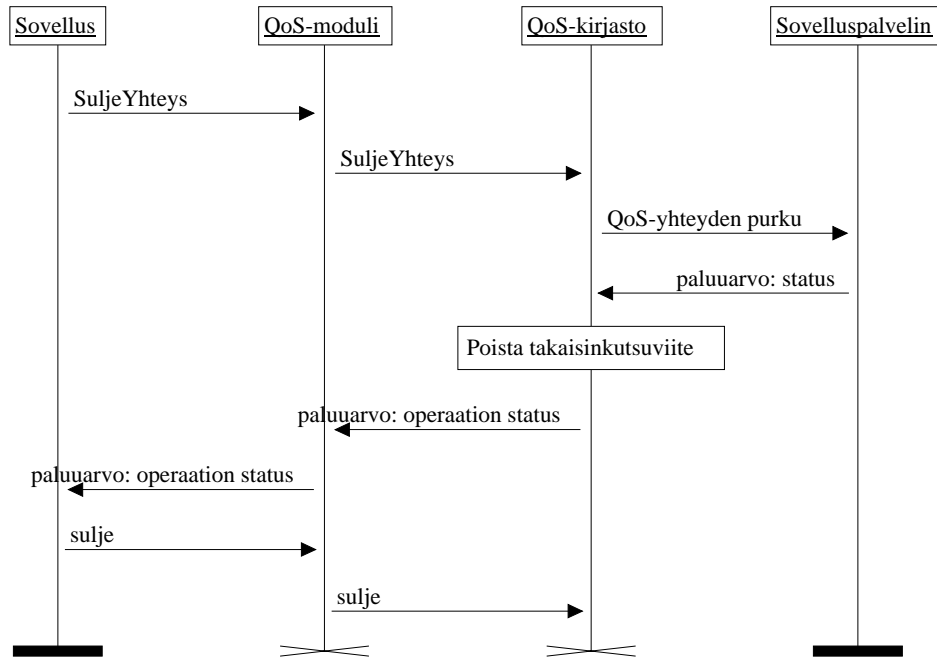 Sovellus
QoS-moduli
QoS-kirjasto
Sovelluspalvelin
SuljeYhteys
SuljeYhteys
QoS-yhteyden purku
paluuarvo: status
Poista takaisinkutsuviite
paluuarvo: operaation status
paluuarvo: operaation status
sulje
sulje